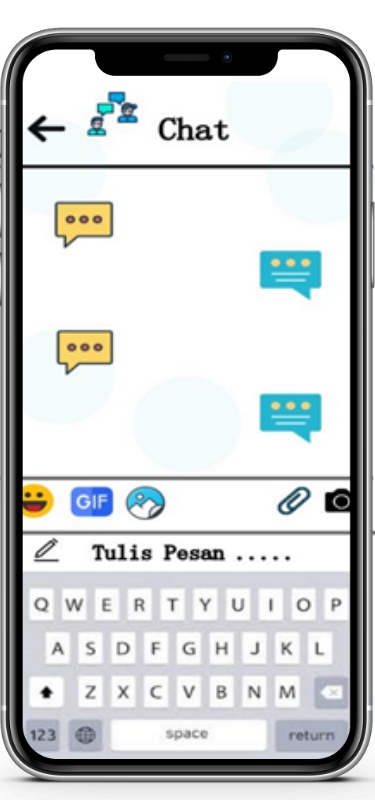 Chat
GIF
Tulis Pesan .....
Q W E R T Y U I O P
A S D F G H J K L
Z X C V B N M
123 space return